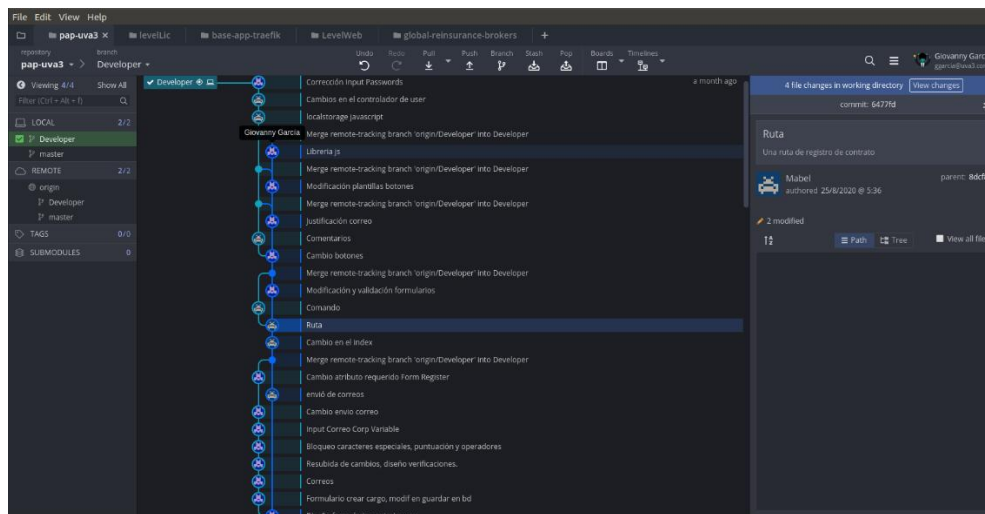 File Edit View Help
pap-uva3 × levelLic base-app-traefik LevelWeb global-reinsurance-brokers +
repository branch Undo Redo Pull Push Branch Stash Pop Boards Timelines
pap-uva3 Developer
Giovanny Garc
ggarcia@uva3.co
Viewing 4/4 Show All
Filter (Ctrl + Alt + f)
LOCAL 2/2
Developer
master
REMOTE 2/2
origin
Developer
master
TAGS 0/0
SUBMODULES 0
Developer
Giovanny García
Corrección Input Passwords a month ago
Cambios en el controlador de user
localstorage javascript
Merge remote-tracking branch 'origin/Developer' into Developer
Libreria js
Merge remote-tracking branch 'origin/Developer' into Developer
Modificación plantillas botones
Merge remote-tracking branch 'origin/Developer' into Developer
Justificación correo
Comentarios
Cambio botones
Merge remote-tracking branch 'origin/Developer' into Developer
Modificación y validación formularios
Comando
Ruta
Cambio en el index
Merge remote-tracking branch 'origin/Developer' into Developer
Cambio atributo requerido Form Register
envió de correos
Cambio envio correo
Input Correo Corp Variable
Bloqueo caracteres especiales, puntuación y operadores
Resubida de cambios, diseño verificaciones.
Correos
Formulario crear cargo, modif en guardar en bd
4 file changes in working directory View changes
commit: 6477fd
Ruta
Una ruta de registro de contrato
Mabel parent: 8dcfa
authored 25/8/2020 @ 5:36
2 modified
Path Tree View all file